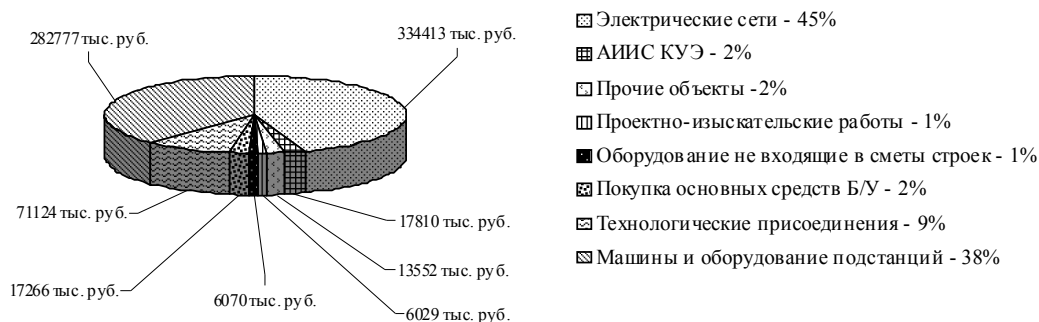 282777 тыс. руб.
334413 тыс. руб.
71124 тыс. руб.
17810 тыс. руб.
13552 тыс. руб.
17266 тыс. руб.
6070 тыс. руб.
6029 тыс. руб.
Электрические сети - 45%
АИИС КУЭ - 2%
Прочие объекты -2%
Проектно-изыскательские работы - 1%
Оборудование не входящие в сметы строек - 1%
Покупка основных средств Б/У - 2%
Технологические присоединения - 9%
Машины и оборудование подстанций - 38%